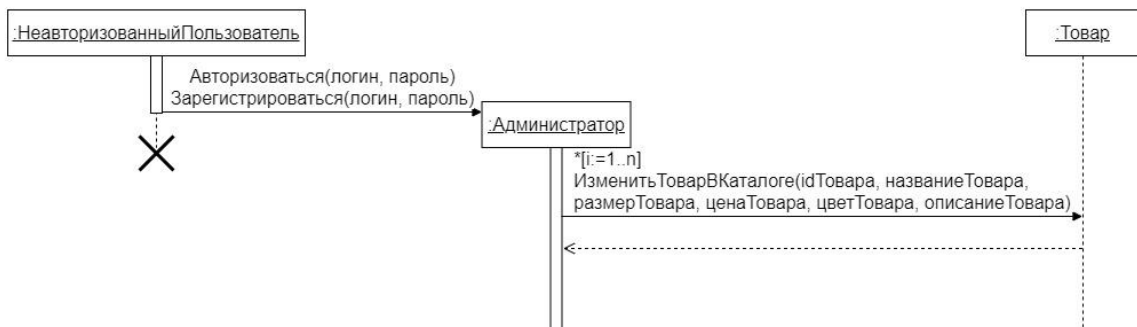 :НеавторизованныйПользователь
:Товар
Авторизоваться(логин, пароль)
Зарегистрироваться(логин, пароль)
:Администратор
*[i:=1..n]
ИзменитьТоварВКаталоге(idТовара, названиеТовара,
размерТовара, ценаТовара, цветТовара, описаниеТовара)